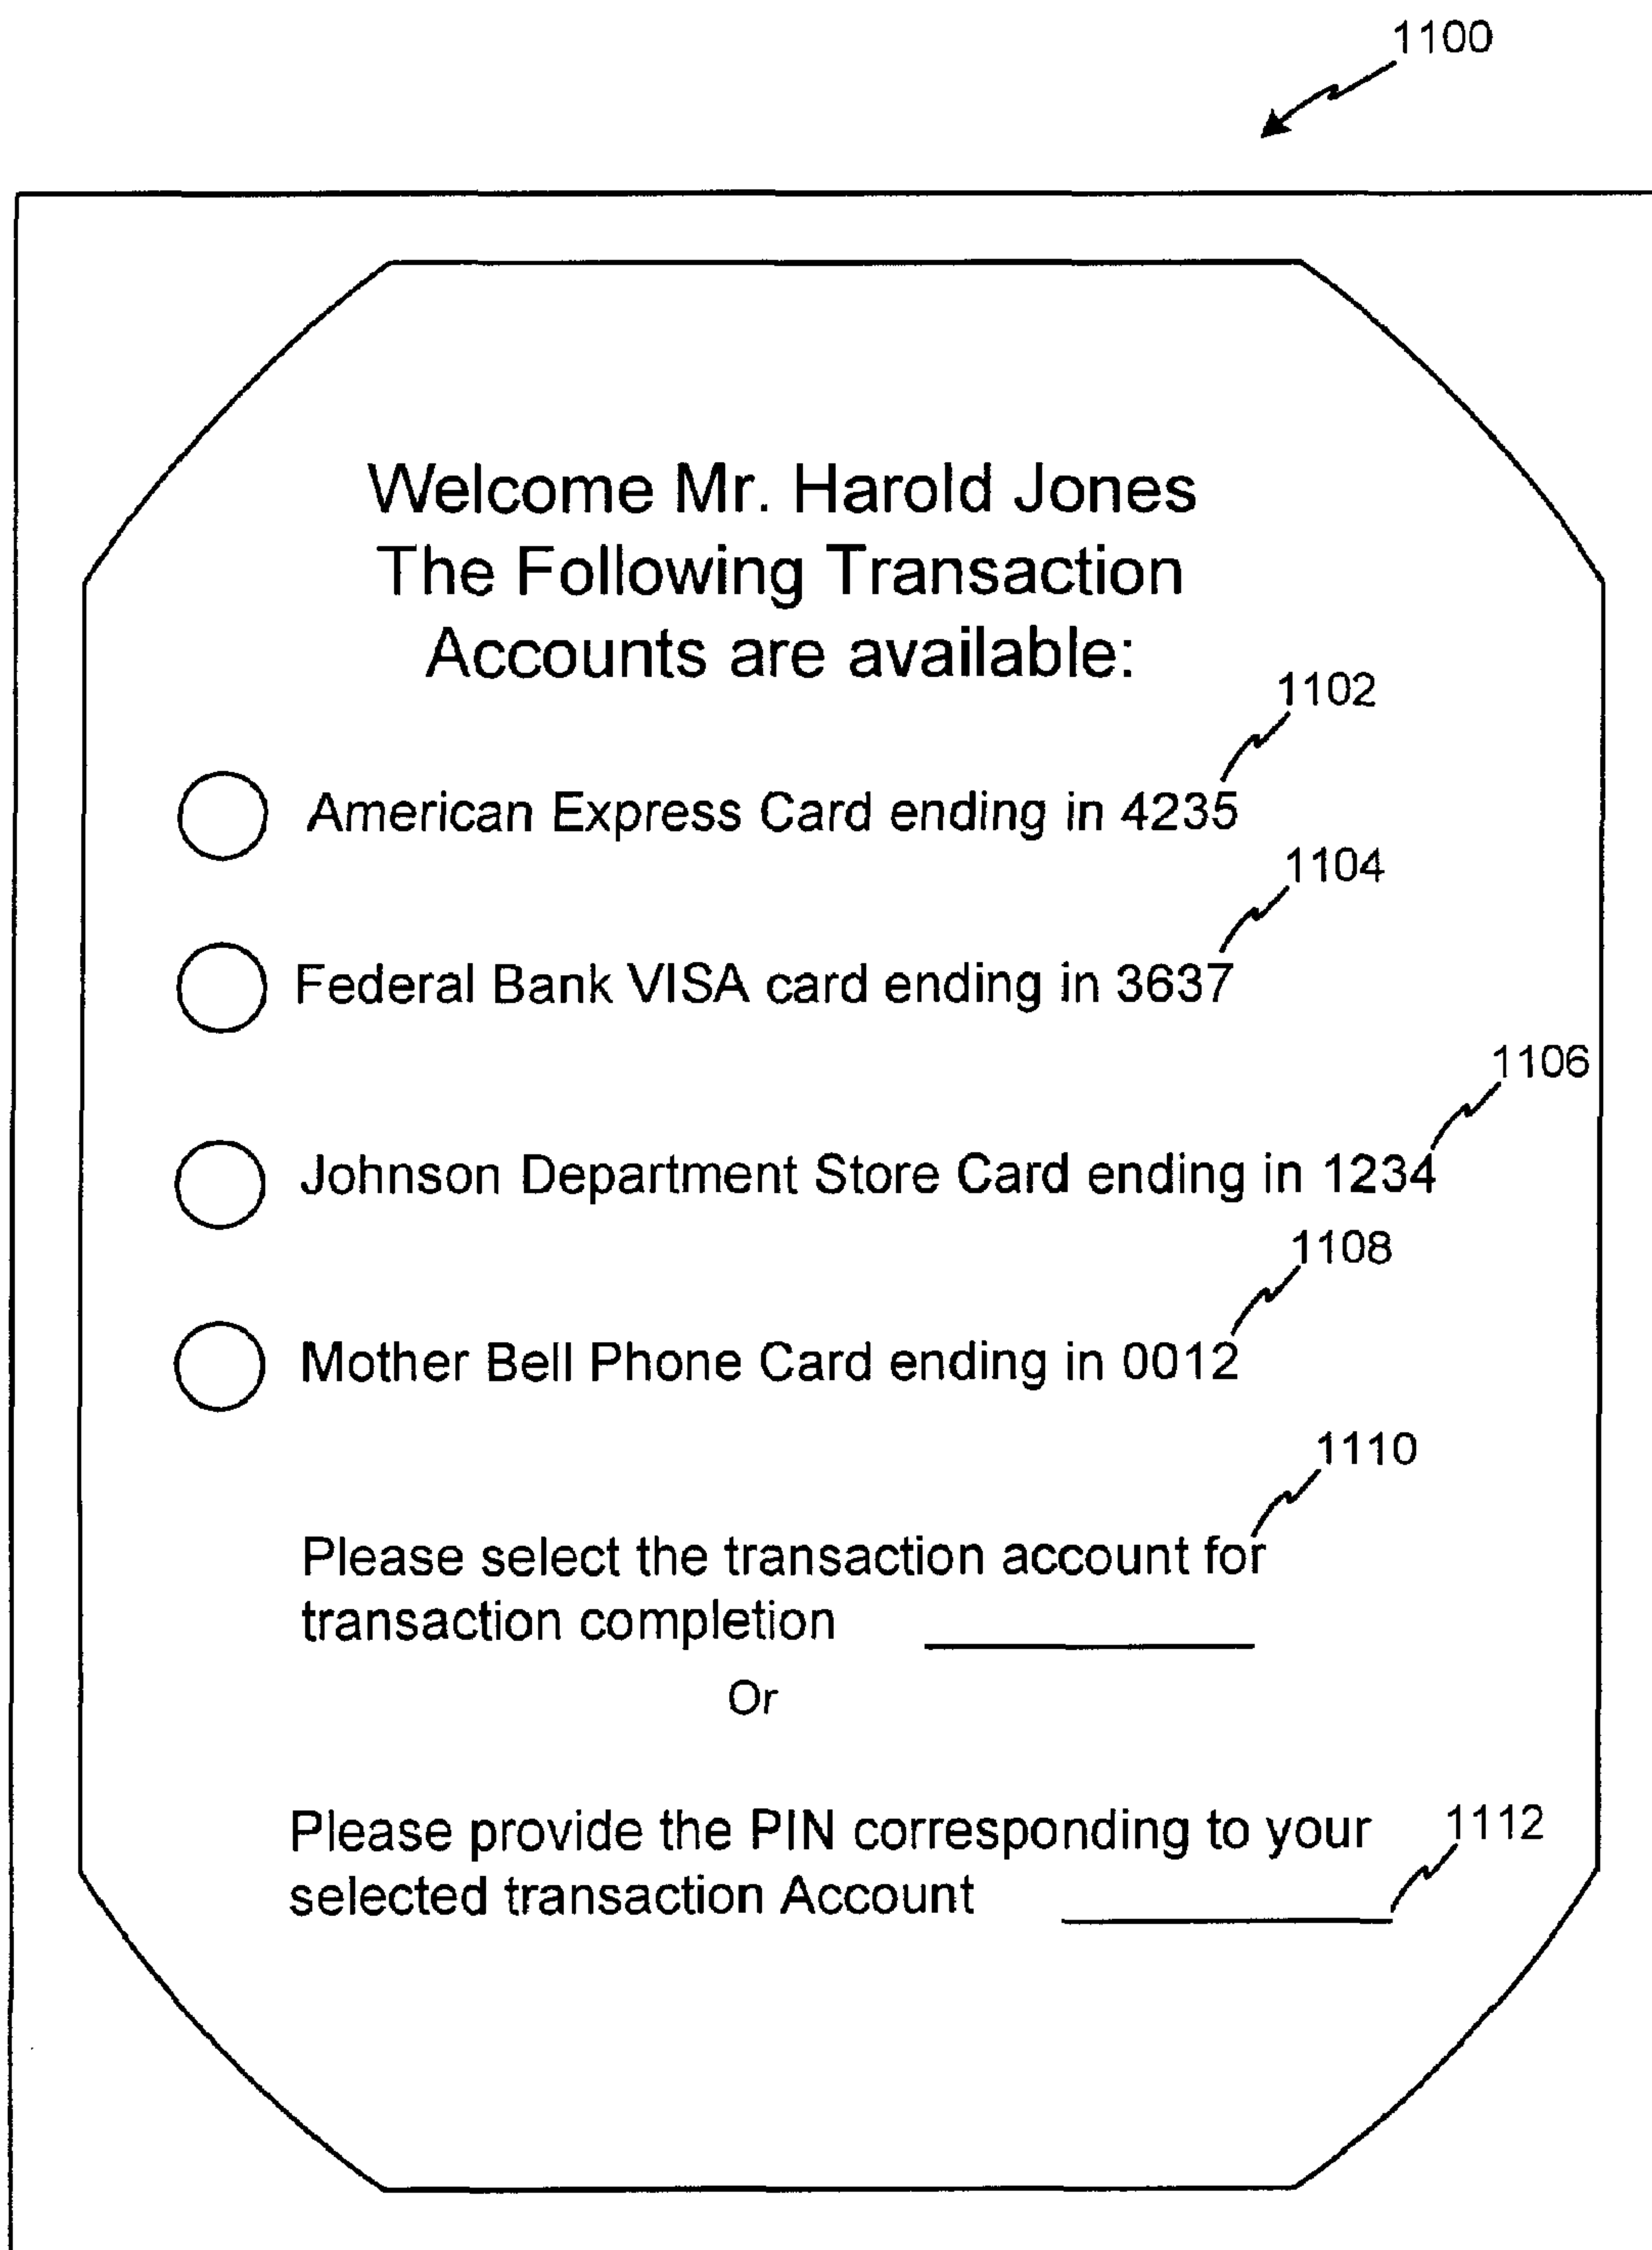 1100
Welcome Mr. Harold Jones
The Following Transaction
Accounts are available:
1102
American Express Card ending in 4235
1104
Federal Bank VISA card ending in 3637
1106
Johnson Department Store Card ending in 1234
1108
Mother Bell Phone Card ending in 0012
1110
Please select the transaction account for
transaction completion
Or
Please provide the PIN corresponding to your
1112
selected transaction Account